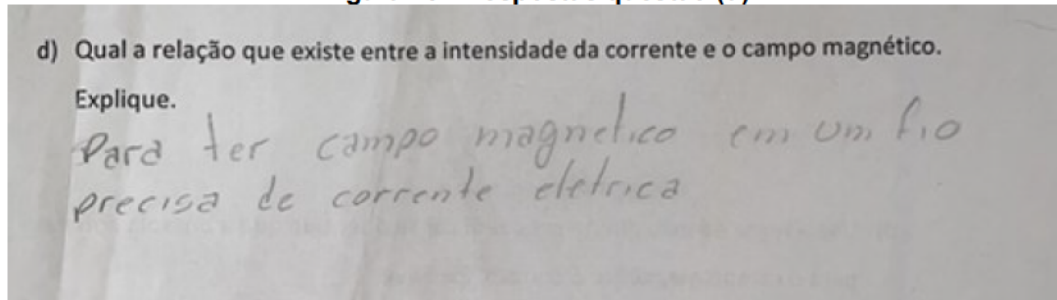 d) Qual a relação que existe entre a intensidade da corrente e o campo magnético.
Explique.
Para ter campo magnetico em um fio
precisa de corrente eletrica